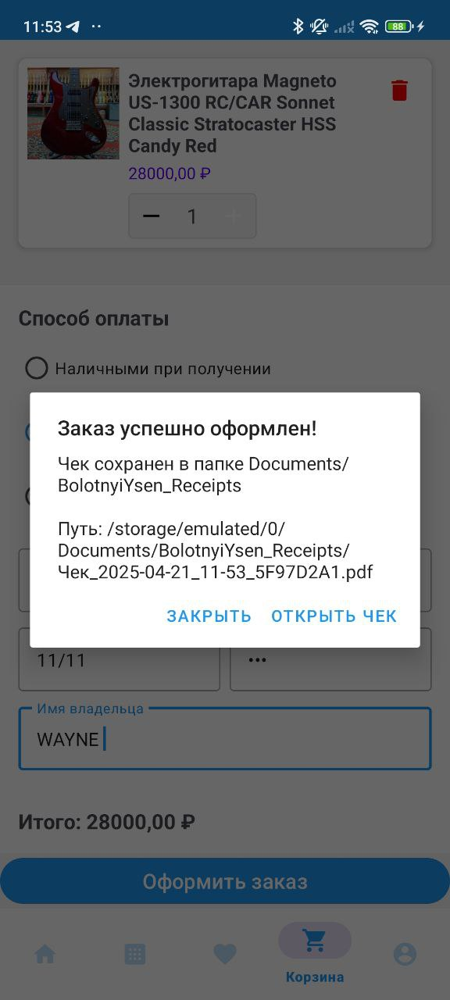 11:53
88
Электрогитара Magneto
US-1300 RC/CAR Sonnet
Classic Stratocaster HSS
Candy Red
28000,00 ₽
1
Способ оплаты
Наличными при получении
Заказ успешно оформлен!
Чек сохранен в папке Documents/
BolotnyiYsen_Receipts
Путь: /storage/emulated/0/
Documents/BolotnyiYsen_Receipts/
Чек_2025-04-21_11-53_5F97D2A1.pdf
ЗАКРЫТЬ ОТКРЫТЬ ЧЕК
11/11 •••
Имя владельца
WAYNE
Итого: 28000,00 ₽
Оформить заказ
Корзина